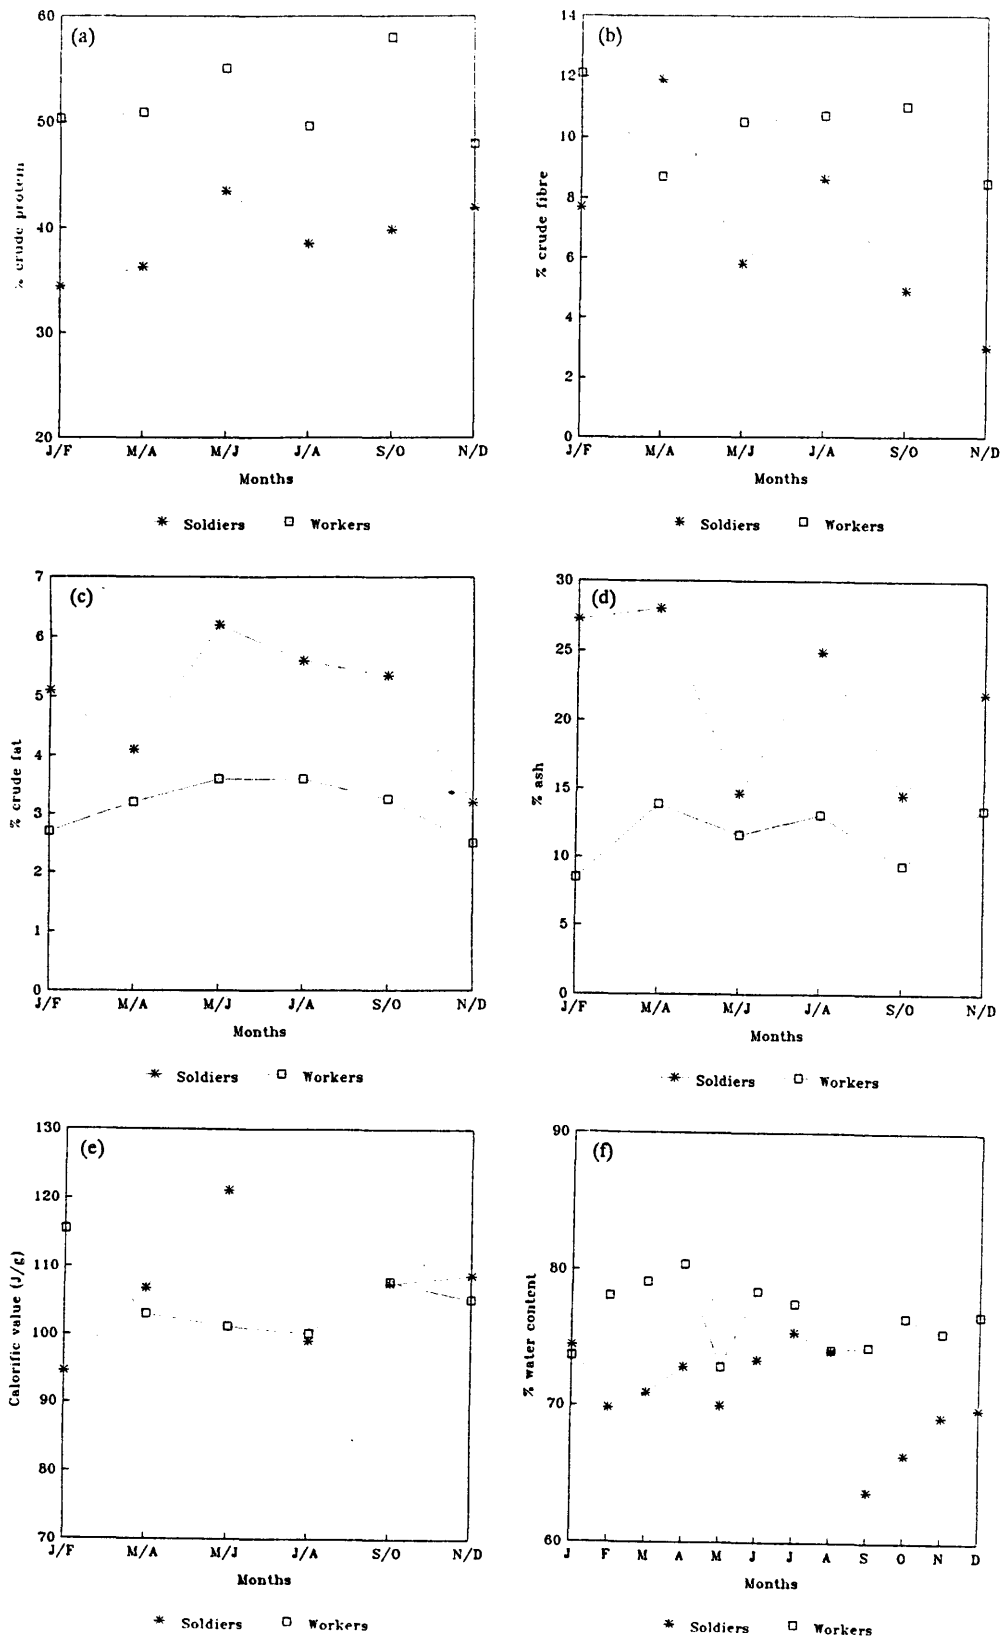 (a)
60
50
40
30
20
% crude protein
J/F M/A M/J J/A S/O N/D
Months
* Soldiers □ Workers
(b)
14
12
10
8
6
4
2
0
% crude fibre
J/F M/A M/J J/A S/O N/D
Months
* Soldiers □ Workers
(c)
7
6
5
4
3
2
1
0
% crude fat
J/F M/A M/J J/A S/O N/D
Months
* Soldiers □ Workers
(d)
30
25
20
15
10
5
0
% ash
J/F M/A M/J J/A S/O N/D
Months
* Soldiers □ Workers
(e)
130
120
110
100
90
80
70
Calorific value (J/g)
J/F M/A M/J J/A S/O N/D
Months
* Soldiers □ Workers
(f)
90
80
70
60
% water content
J F M A M J J A S O N D
Months
* Soldiers □ Workers